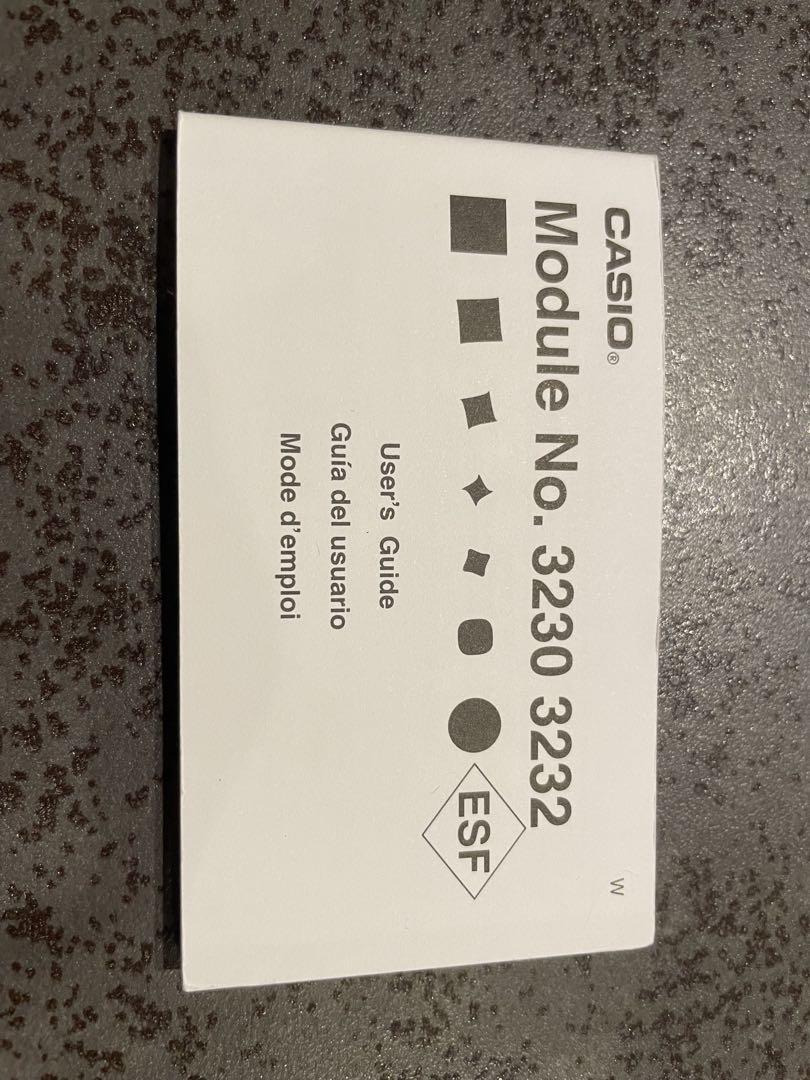 CASIO®
W
Module No. 3230 3232
ESF
User's Guide
Guía del usuario
Mode d'emploi